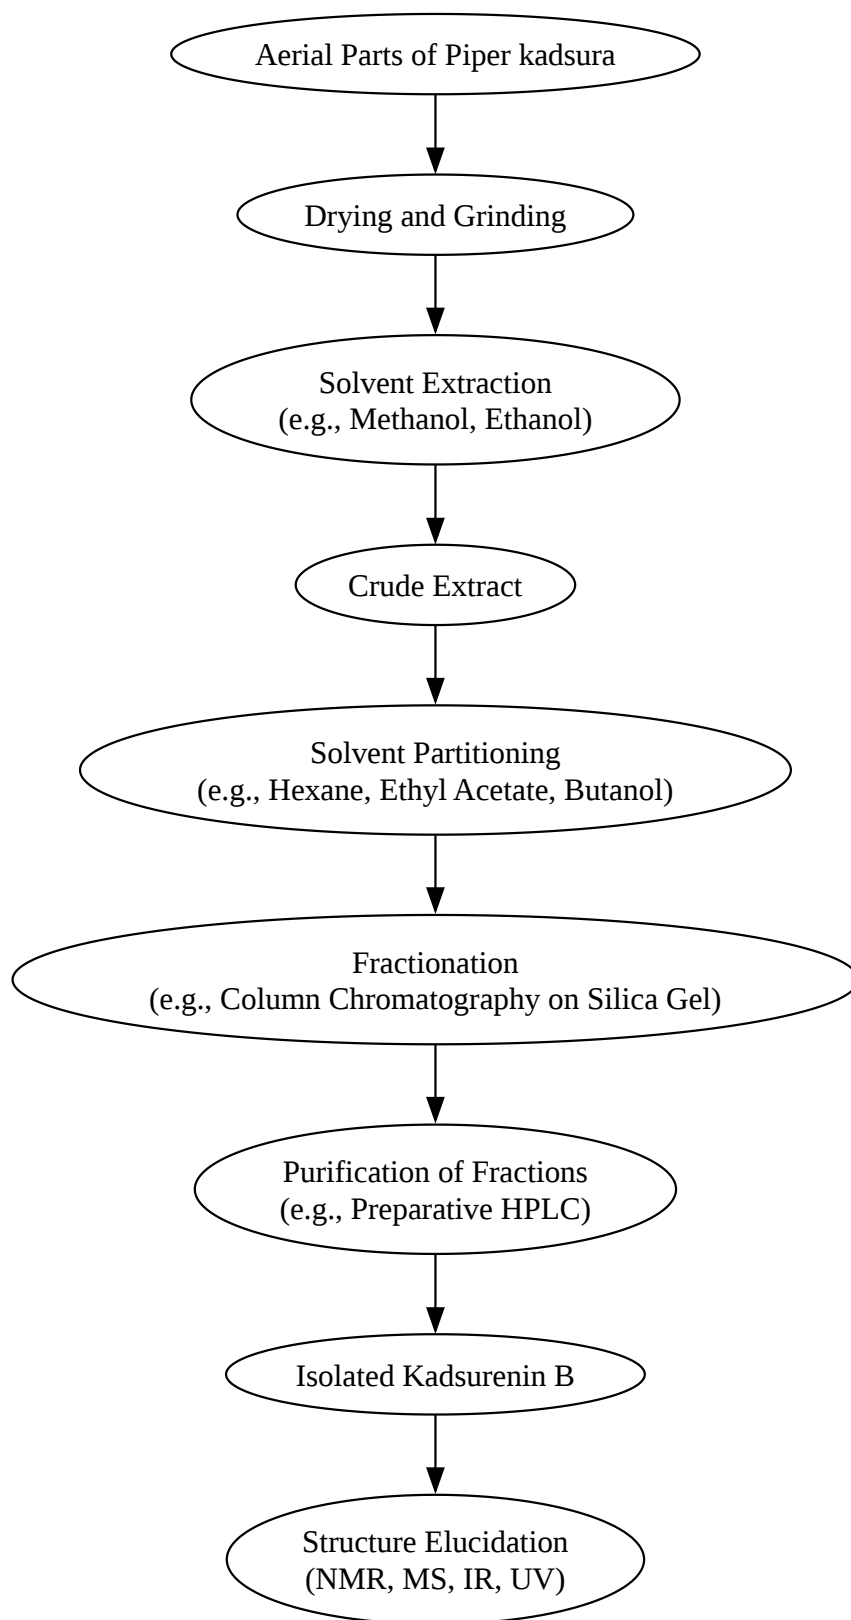 Aerial Parts of Piper kadsura
Drying and Grinding
Solvent Extraction
(e.g., Methanol, Ethanol)
Crude Extract
Solvent Partitioning
(e.g., Hexane, Ethyl Acetate, Butanol)
Fractionation
(e.g., Column Chromatography on Silica Gel)
Purification of Fractions
(e.g., Preparative HPLC)
Isolated Kadsurenin B
Structure Elucidation
(NMR, MS, IR, UV)